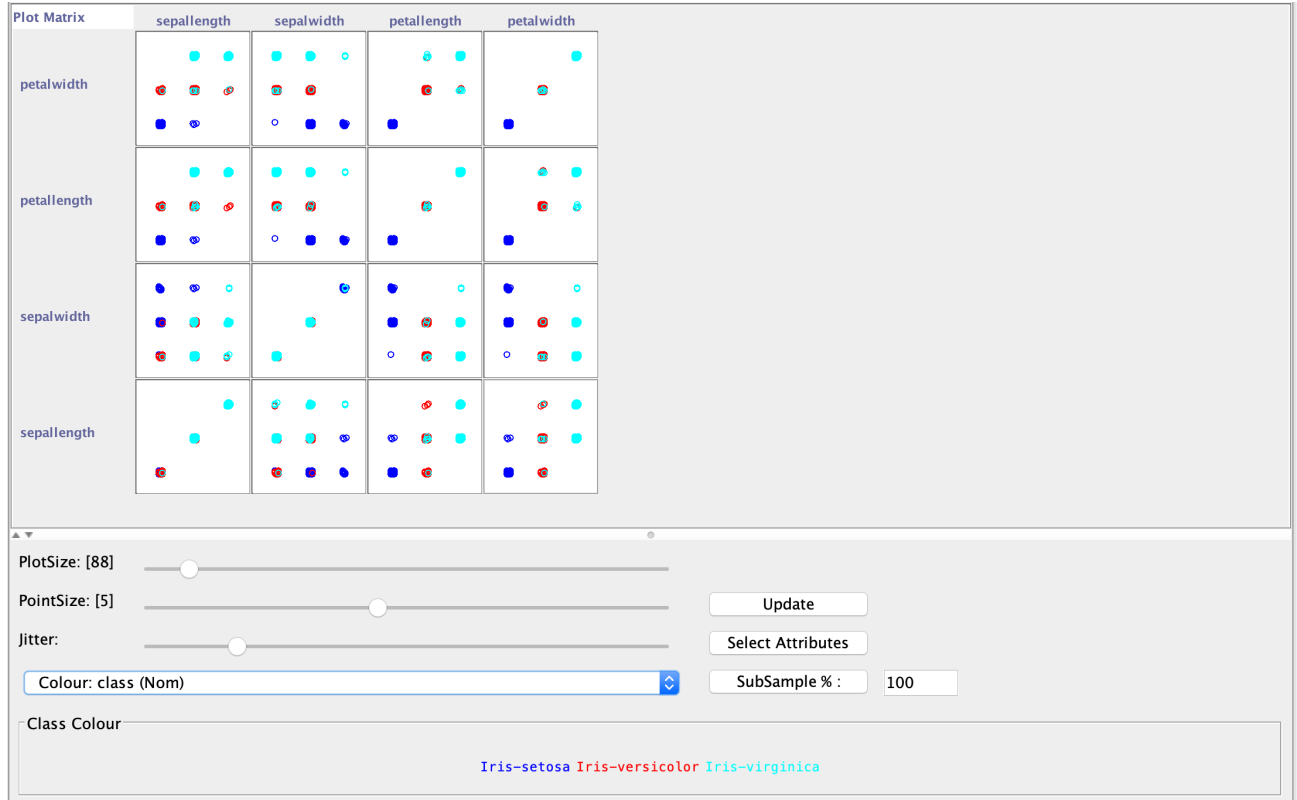 Plot Matrix sepallength sepalwidth petallength petalwidth
petalwidth
petallength
sepalwidth
sepallength
PlotSize: [88]
PointSize: [5]
Update
Jitter:
Select Attributes
Colour: class (Nom)
SubSample % :
100
Class Colour
Iris-setosa Iris-versicolor Iris-virginica